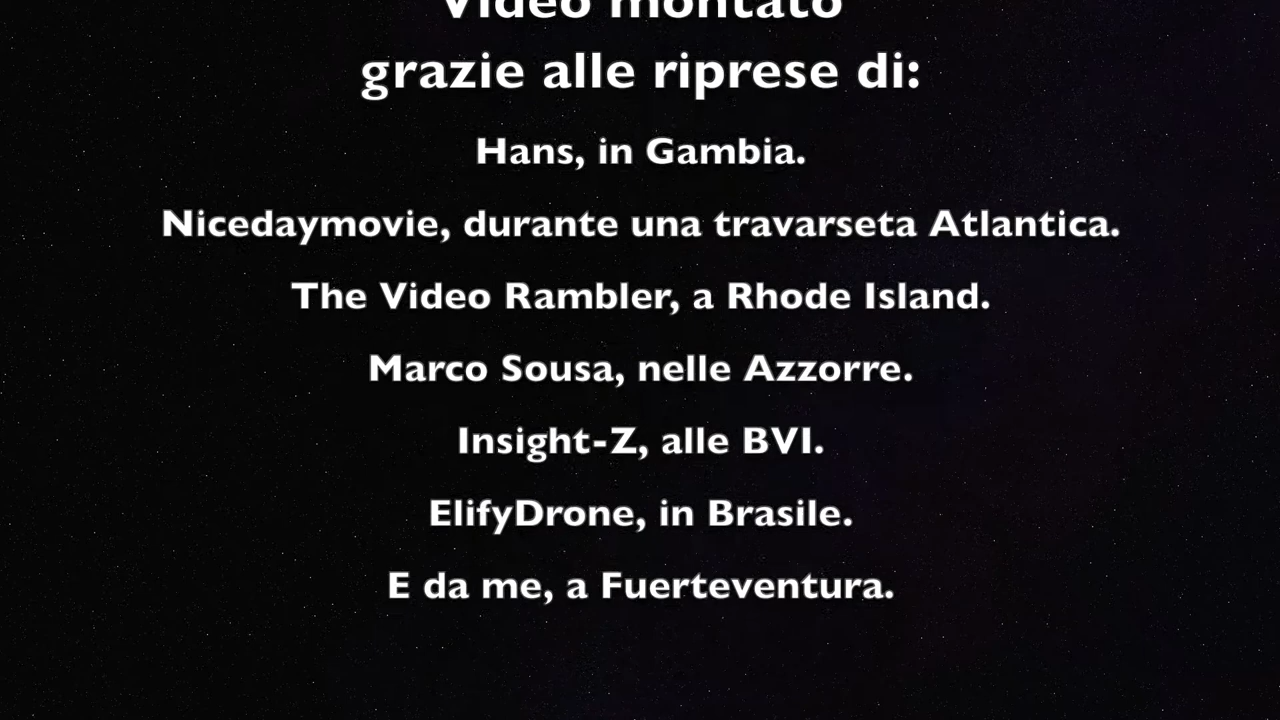 Video montato
grazie alle riprese di:
Hans, in Gambia.
Nicedaymovie, durante una travarseta Atlantica.
The Video Rambler, a Rhode Island.
Marco Sousa, nelle Azzorre.
Insight-Z, alle BVI.
ElifyDrone, in Brasile.
E da me, a Fuerteventura.